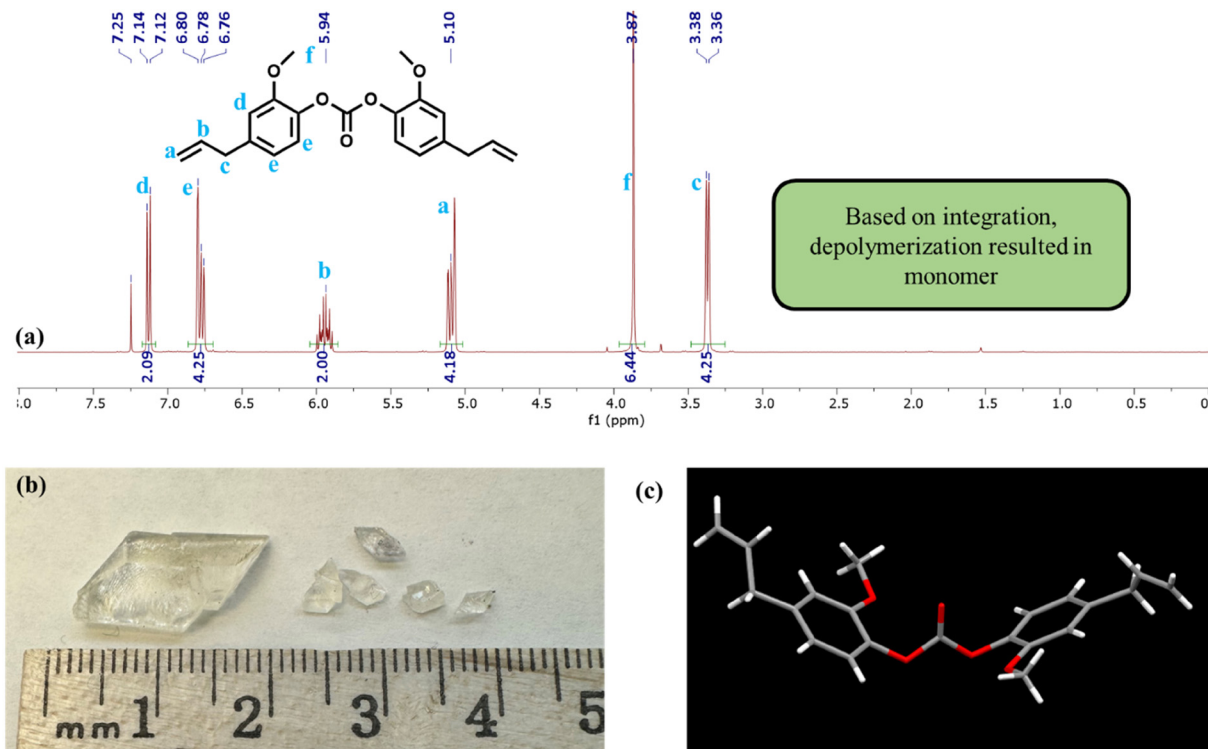 7.25 7.14 7.12 6.80 6.78 6.76 5.94 5.10 3.87 3.38 3.36
f
O O O O O
d
b
e
a
c
e
d e b a f c
Based on integration,
depolymerization resulted in
monomer
(a)
2.09 4.25 2.00 4.18 6.44 4.25
8.0 7.5 7.0 6.5 6.0 5.5 5.0 4.5 4.0 3.5 3.0 2.5 2.0 1.5 1.0 0.5
f1 (ppm)
(b) (c)
mm 1 2 3 4 5